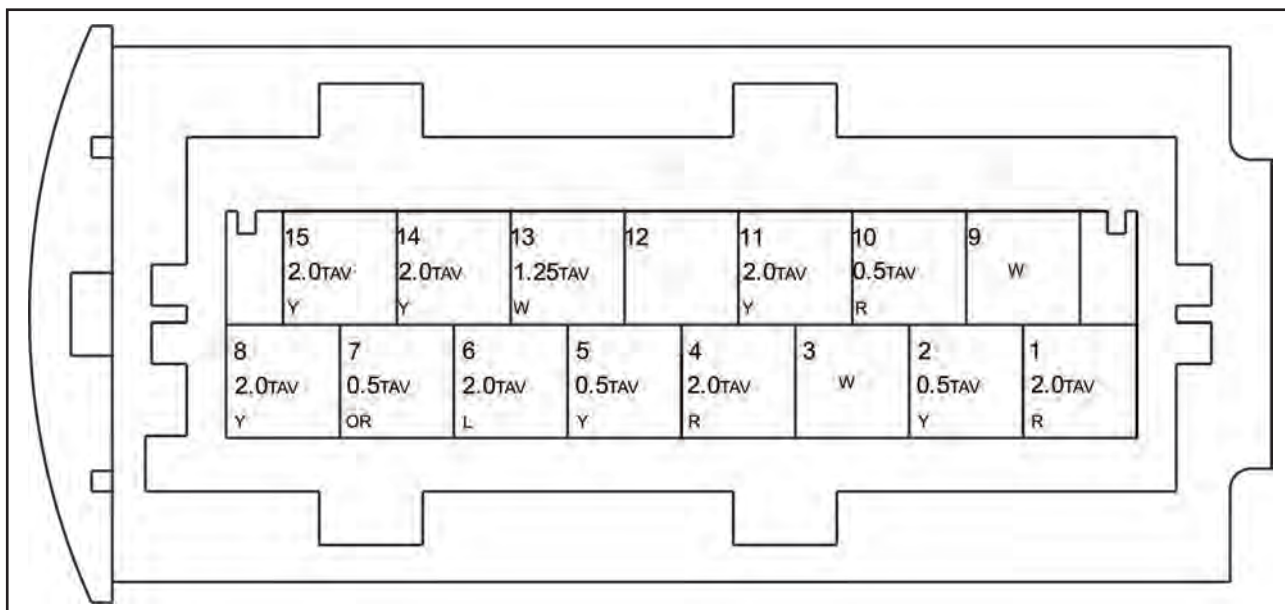 15 14 13 12 11 10 9
2.0TAV 2.0TAV 1.25TAV 2.0TAV 0.5TAV W
Y Y W Y R
8 7 6 5 4 3 2 1
2.0TAV 0.5TAV 2.0TAV 0.5TAV 2.0TAV W 0.5TAV 2.0TAV
Y OR L Y R Y R